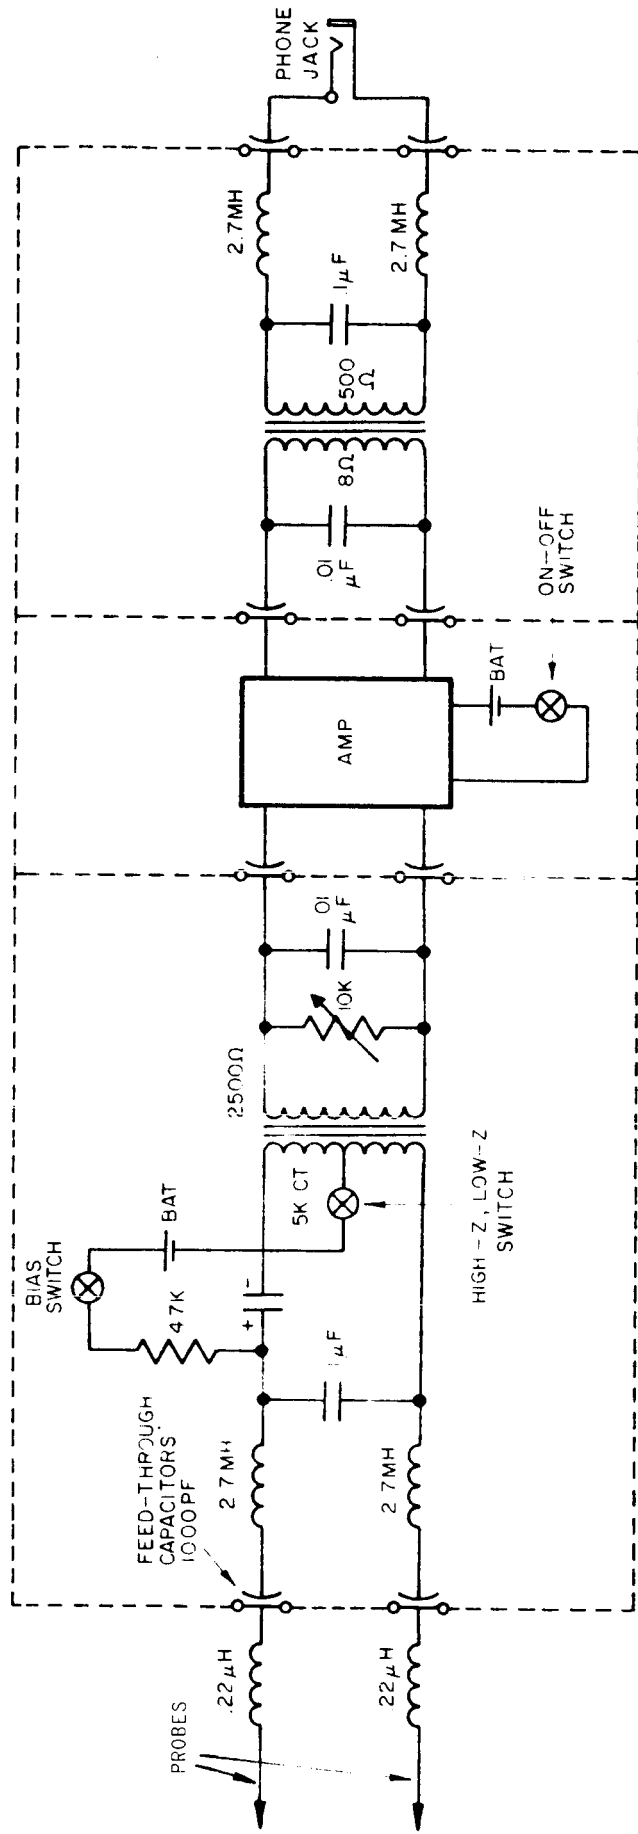 PROBES
.22μH
22μH
FEED-THROUGH
CAPACITORS
1000PF
2 7MH
2 7MH
BIAS
SWITCH
47K
+
-
BAT
1μF
5K CT
HIGH-Z, LOW-Z
SWITCH
2500Ω
10K
.01
μF
AMP
BAT
ON-OFF
SWITCH
.01
μF
8Ω
500
Ω
.1μF
2.7MH
2.7MH
PHONE
JACK